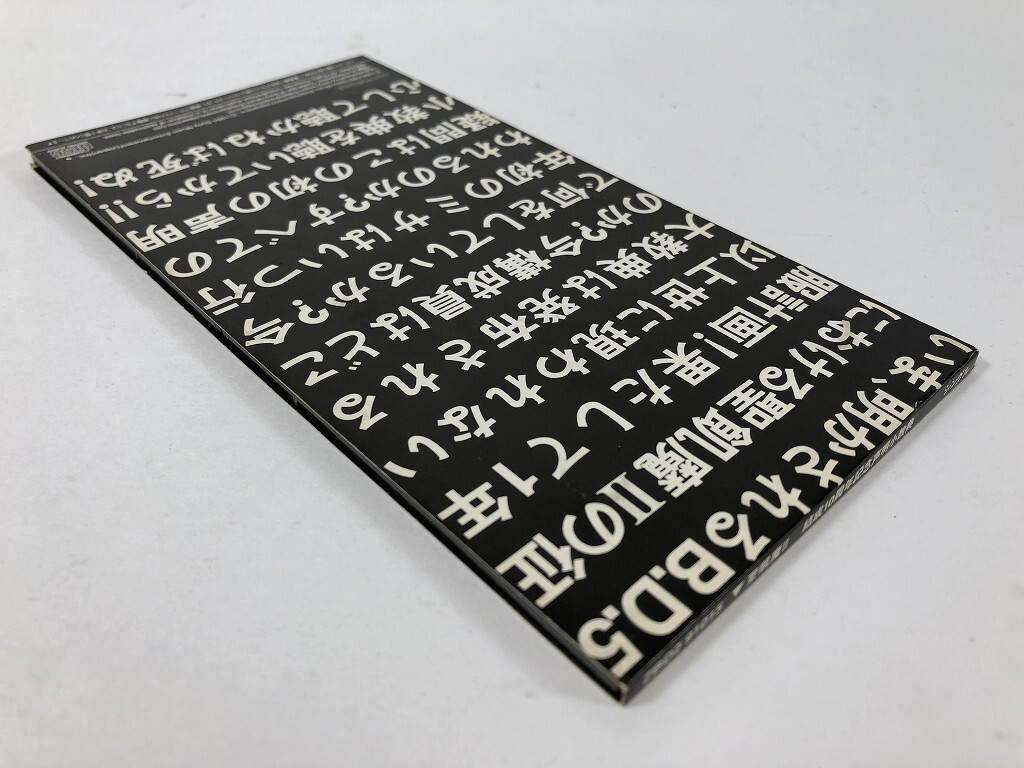 いま、明かされるB.D.5
における聖飢魔IIの征
服計画!果たして1年
以上世に現われない
大教典は発布される
のか?今構成員はどこ
で何をしているか?今
年初のミサはいつ行
われるのか?すべての
疑問はこの初の声明
小教典を聴いてから!!
心して聴かねば死ぬ!